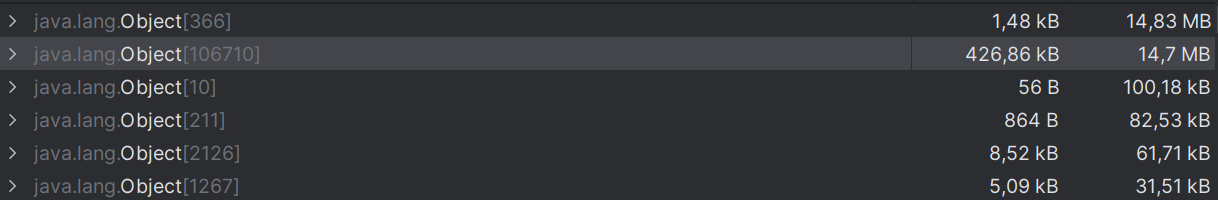 java.lang.Object[366] 1,48 kB 14,83 MB
java.lang.Object[106710] 426,86 kB 14,7 MB
java.lang.Object[10] 56 B 100,18 kB
java.lang.Object[211] 864 B 82,53 kB
java.lang.Object[2126] 8,52 kB 61,71 kB
java.lang.Object[1267] 5,09 kB 31,51 kB